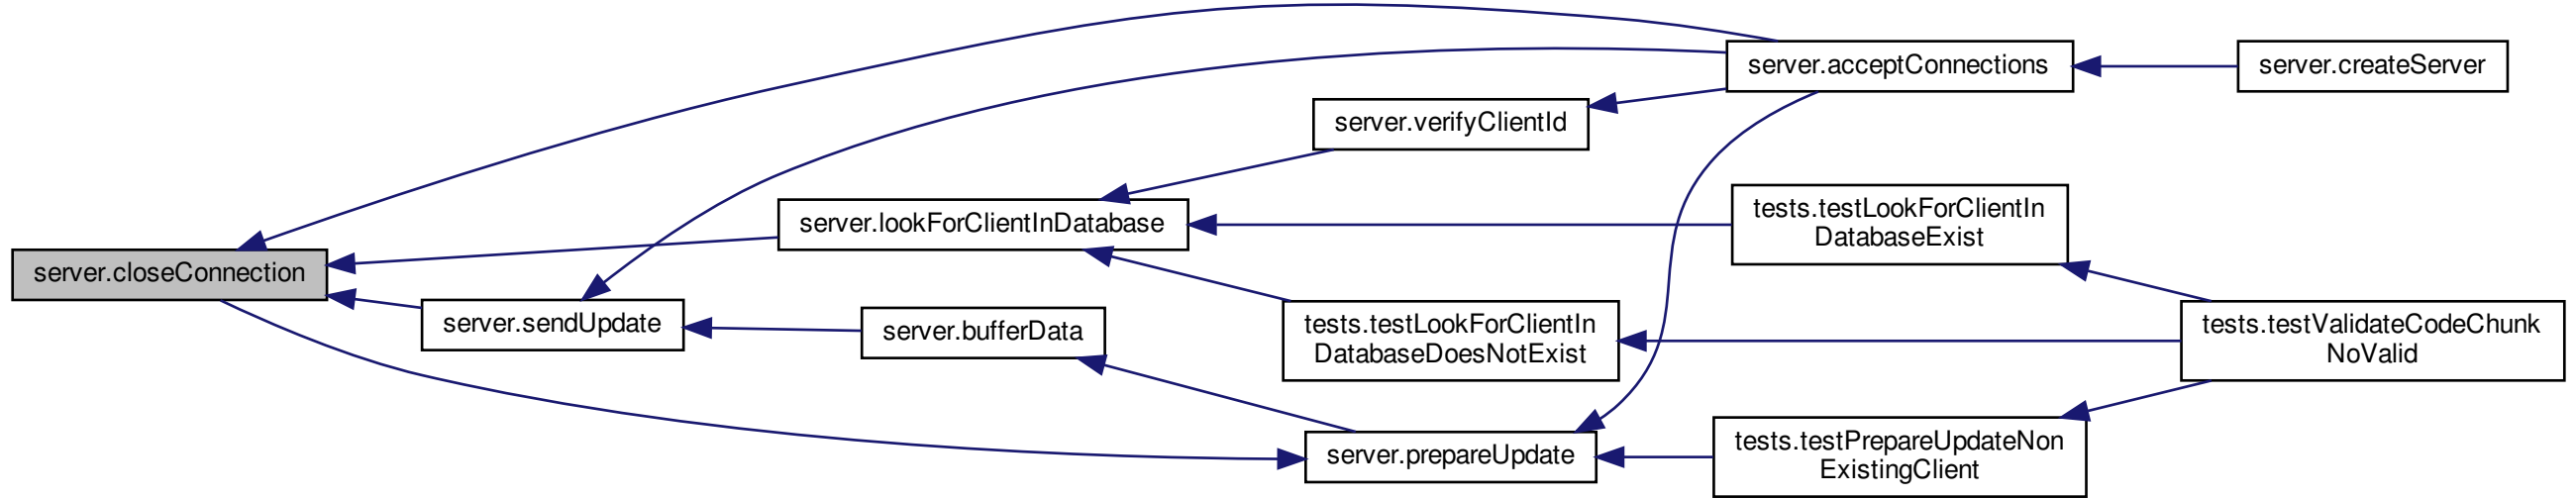 server.acceptConnections
server.createServer
server.verifyClientId
server.lookForClientInDatabase
tests.testLookForClientIn
DatabaseExist
server.closeConnection
server.sendUpdate
server.bufferData
tests.testLookForClientIn
DatabaseDoesNotExist
tests.testValidateCodeChunk
NoValid
server.prepareUpdate
tests.testPrepareUpdateNon
ExistingClient